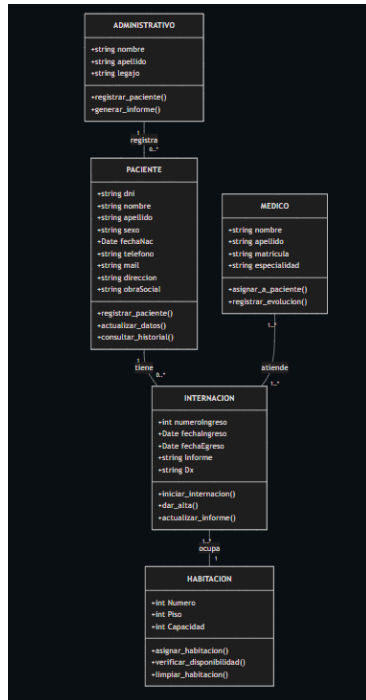 ADMINISTRATIVO
+string nombre
+string apellido
+string legajo
+registrar_paciente()
+generar_informe()
1
registra
0..*
PACIENTE
+string dni
+string nombre
+string apellido
+string sexo
+Date fechaNac
+string telefono
+string mail
+string direccion
+string obraSocial
+registrar_paciente()
+actualizar_datos()
+consultar_historial()
MEDICO
+string nombre
+string apellido
+string matricula
+string especialidad
+asignar_a_paciente()
+registrar_evolucion()
1
tiene
0..*
1..*
atiende
1..*
INTERNACION
+int numeroIngreso
+Date fechaIngreso
+Date fechaEgreso
+string Informe
+string Dx
+iniciar_internacion()
+dar_alta()
+actualizar_informe()
1..*
ocupa
1
HABITACION
+int Numero
+int Piso
+int Capacidad
+asignar_habitacion()
+verificar_disponibilidad()
+limpiar_habitacion()